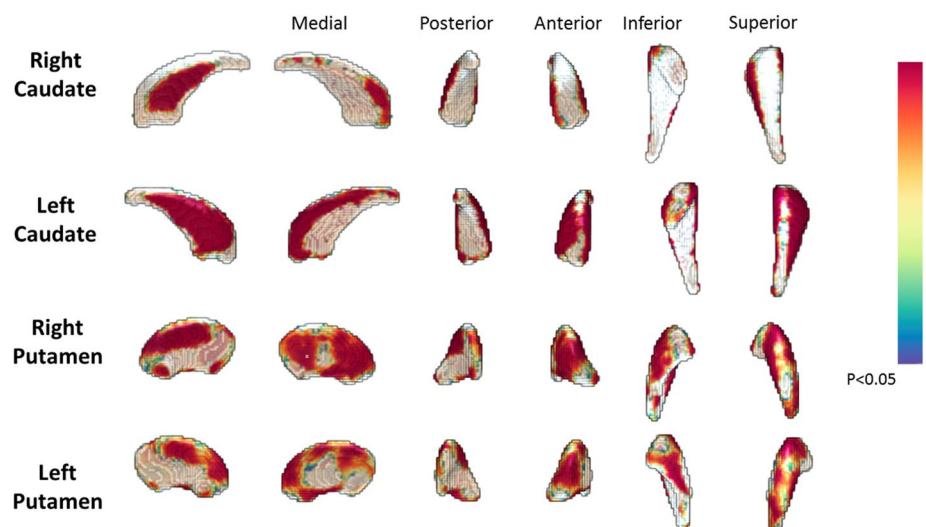 Medial Posterior Anterior Inferior Superior
Right
Caudate
Left
Caudate
Right
Putamen
P<0.05
Left
Putamen